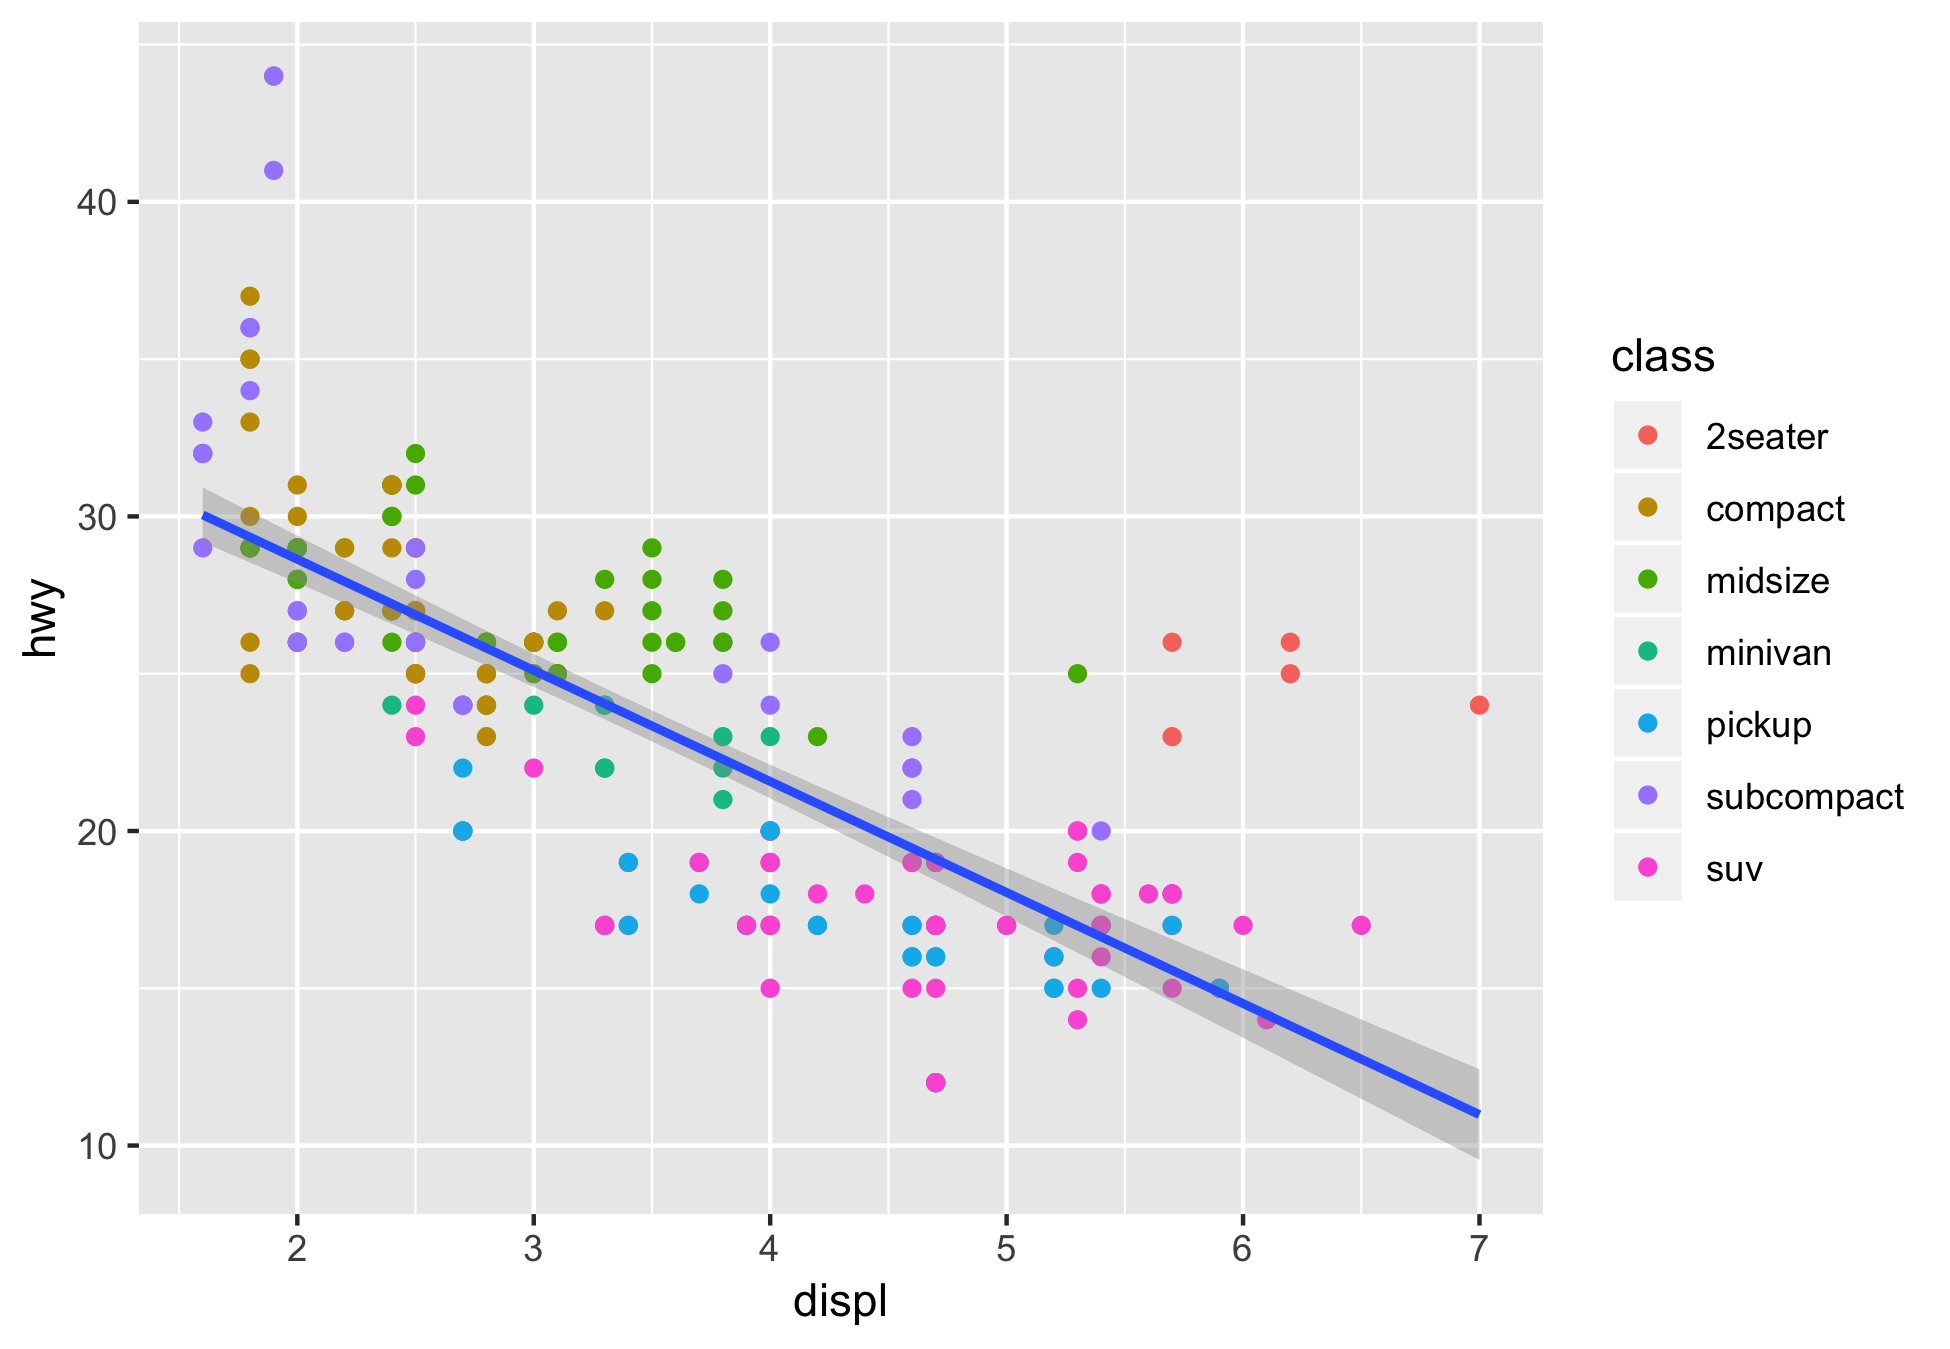 hwy
40
30
20
10
2 3 4 5 6 7
displ
class
2seater
compact
midsize
minivan
pickup
subcompact
suv